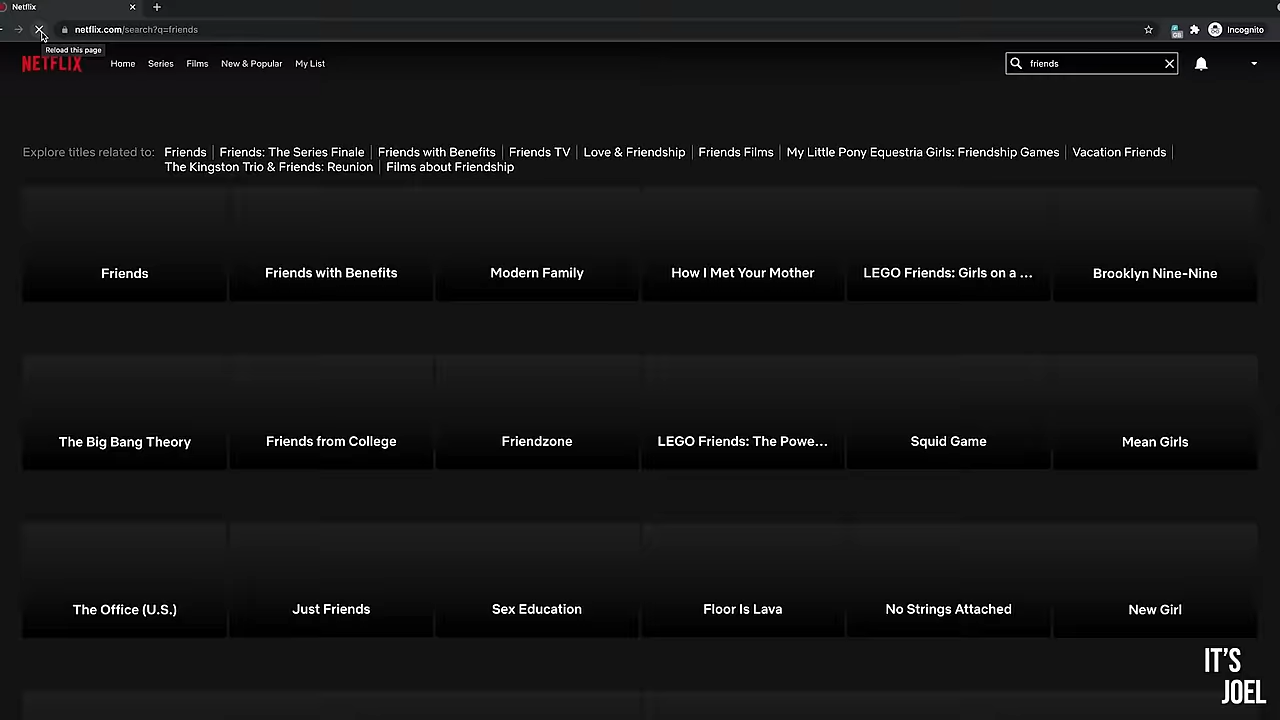 Netflix
netflix.com/search?q=friends
Incognito
Reload this page
NETFLIX Home Series Films New & Popular My List friends
Explore titles related to: Friends | Friends: The Series Finale | Friends with Benefits | Friends TV | Love & Friendship | Friends Films | My Little Pony Equestria Girls: Friendship Games | Vacation Friends |
The Kingston Trio & Friends: Reunion | Films about Friendship
Friends Friends with Benefits Modern Family How I Met Your Mother LEGO Friends: Girls on a ... Brooklyn Nine-Nine
The Big Bang Theory Friends from College Friendzone LEGO Friends: The Powe... Squid Game Mean Girls
The Office (U.S.) Just Friends Sex Education Floor Is Lava No Strings Attached New Girl
IT'S
JOEL